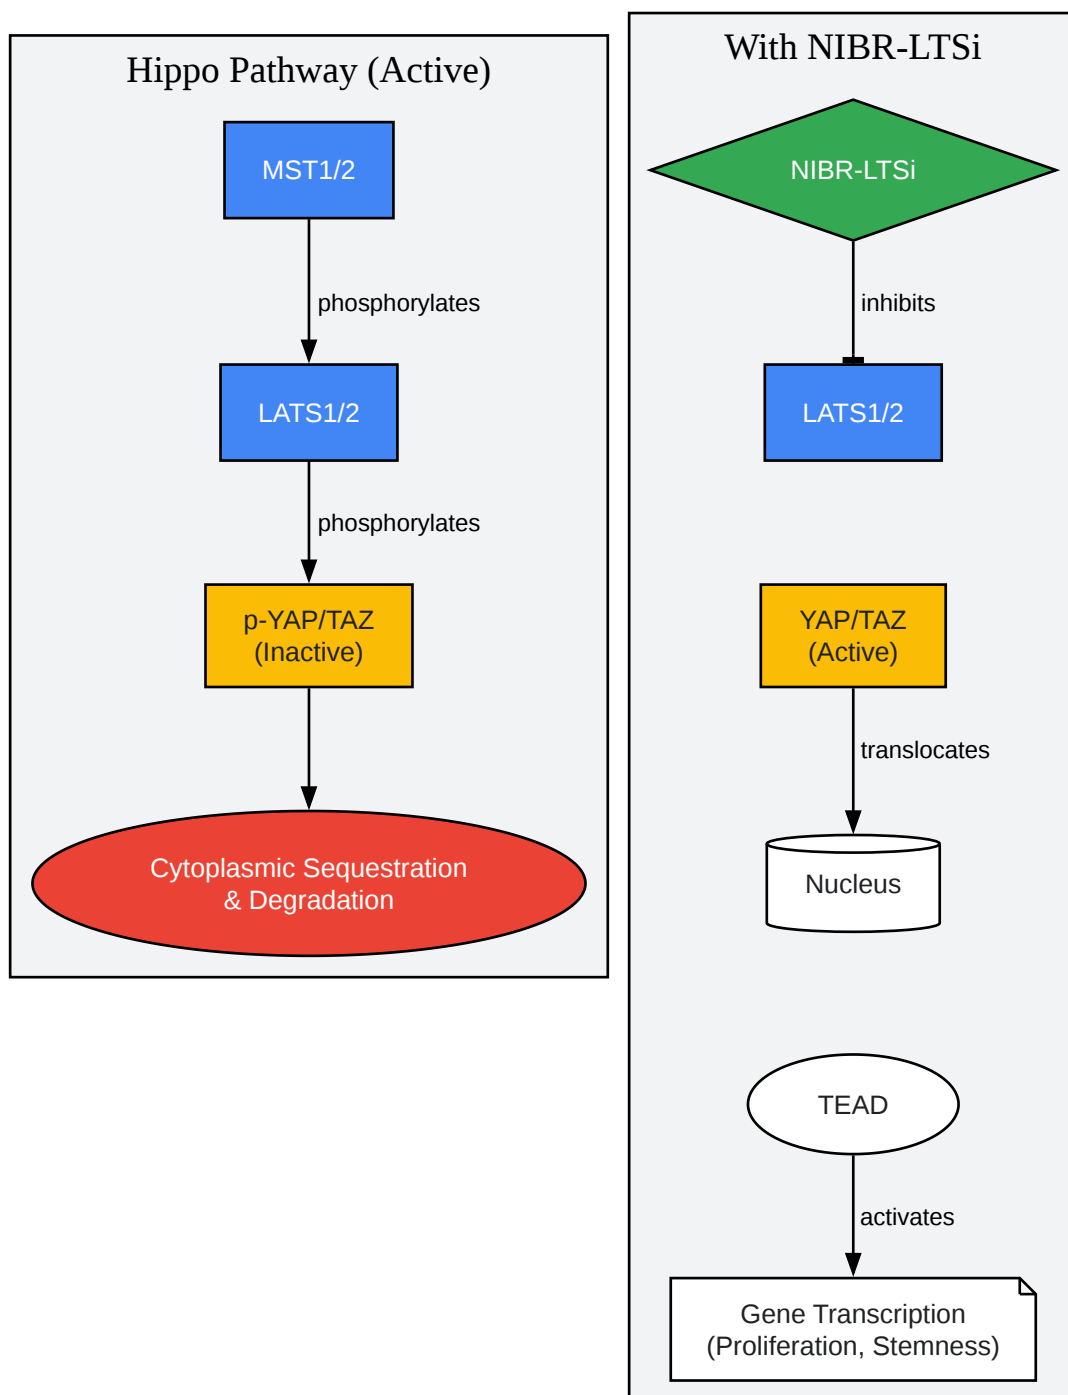 Hippo Pathway (Active)
MST1/2
phosphorylates
LATS1/2
phosphorylates
p-YAP/TAZ
(Inactive)
Cytoplasmic Sequestration
& Degradation
With NIBR-LTSi
NIBR-LTSi
inhibits
LATS1/2
YAP/TAZ
(Active)
translocates
Nucleus
TEAD
activates
Gene Transcription
(Proliferation, Stemness)